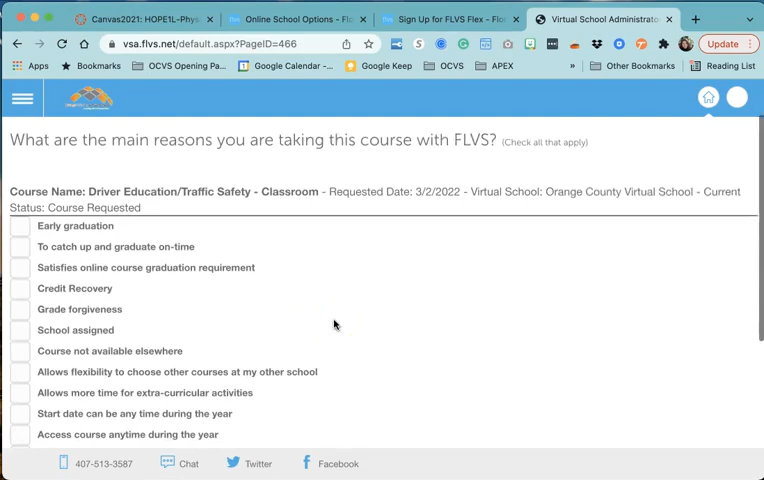 Canvas2021: HOPE1L-Phys
Online School Options - Flo
Sign Up for FLVS Flex - Flor
Virtual School Administrato
vsa.flvs.net/default.aspx?PageID=466
Update
Apps
Bookmarks
OCVS Opening Pa...
Google Calendar -...
Google Keep
OCVS
APEX
»
Other Bookmarks
Reading List
What are the main reasons you are taking this course with FLVS? (Check all that apply)
Course Name: Driver Education/Traffic Safety - Classroom - Requested Date: 3/2/2022 - Virtual School: Orange County Virtual School - Current
Status: Course Requested
Early graduation
To catch up and graduate on-time
Satisfies online course graduation requirement
Credit Recovery
Grade forgiveness
School assigned
Course not available elsewhere
Allows flexibility to choose other courses at my other school
Allows more time for extra-curricular activities
Start date can be any time during the year
Access course anytime during the year
407-513-3587
Chat
Twitter
Facebook